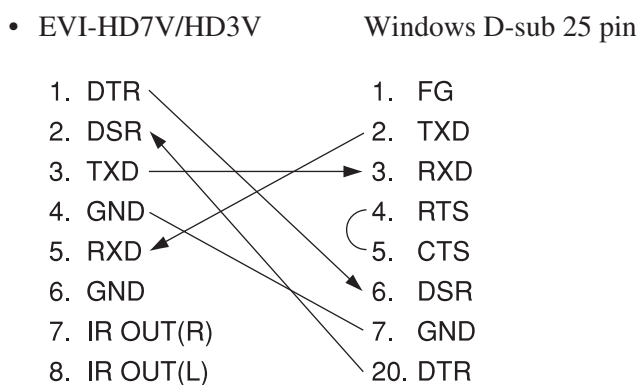 • EVI-HD7V/HD3V Windows D-sub 25 pin
1. DTR 1. FG
2. DSR 2. TXD
3. TXD 3. RXD
4. GND 4. RTS
5. RXD 5. CTS
6. GND 6. DSR
7. IR OUT(R) 7. GND
8. IR OUT(L) 20. DTR